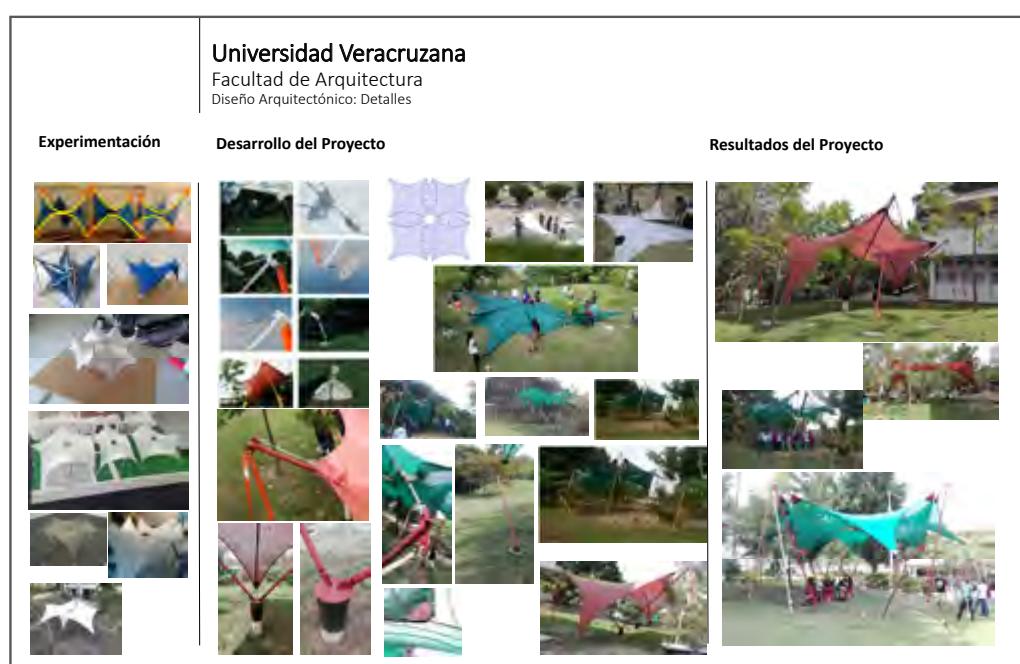 Universidad Veracruzana
Facultad de Arquitectura
Diseño Arquitectónico: Detalles
Experimentación
Desarrollo del Proyecto
Resultados del Proyecto